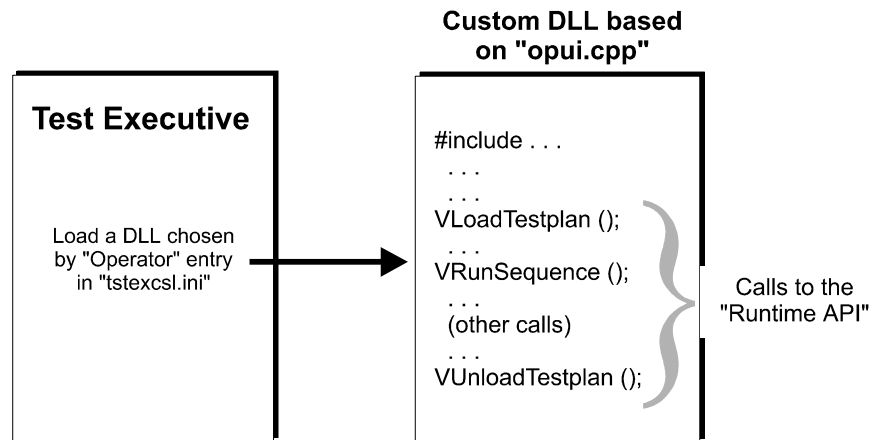 Custom DLL based
on "opui.cpp"
Test Executive
Load a DLL chosen
by "Operator" entry
in "tstexcsl.ini"
#include . . .
. . .
. . .
VLoadTestplan ();
. . .
VRunSequence ();
. . .
(other calls)
. . .
VUnloadTestplan ();
Calls to the
"Runtime API"